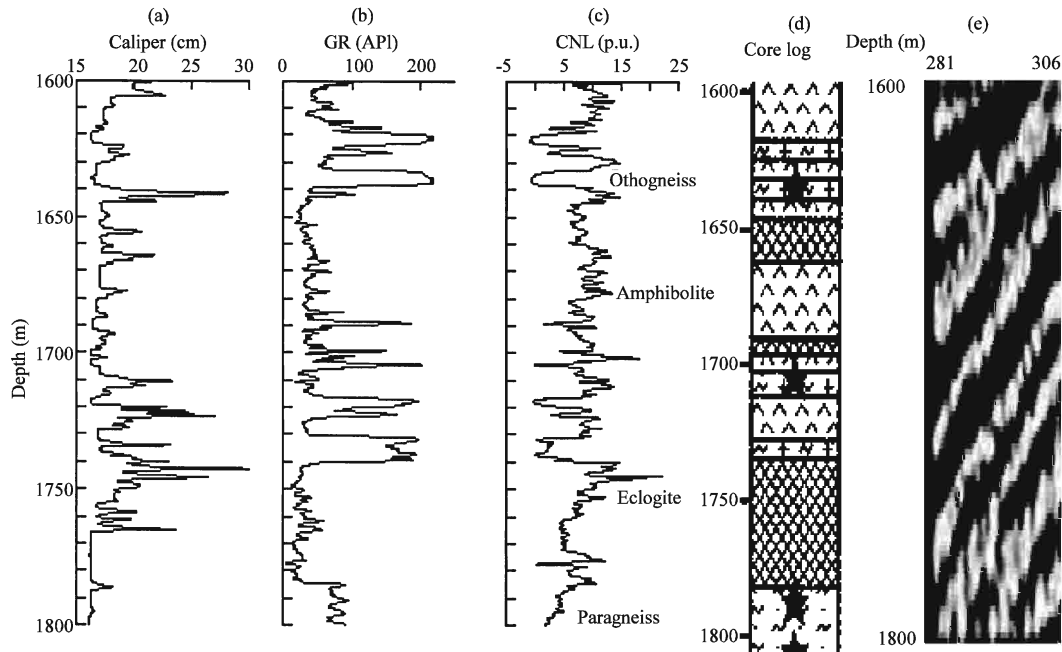 (a) (b) (c) (d) (e)
Caliper (cm) GR (API) CNL (p.u.) Core log Depth (m)
15 20 25 30 0 100 200 -5 5 15 25 281 306
1600 1600 1600
Othogneiss
1650 1650
Amphibolite
Depth (m)
1700 1700
1750 1750
Eclogite
Paragneiss
1800 1800 1800